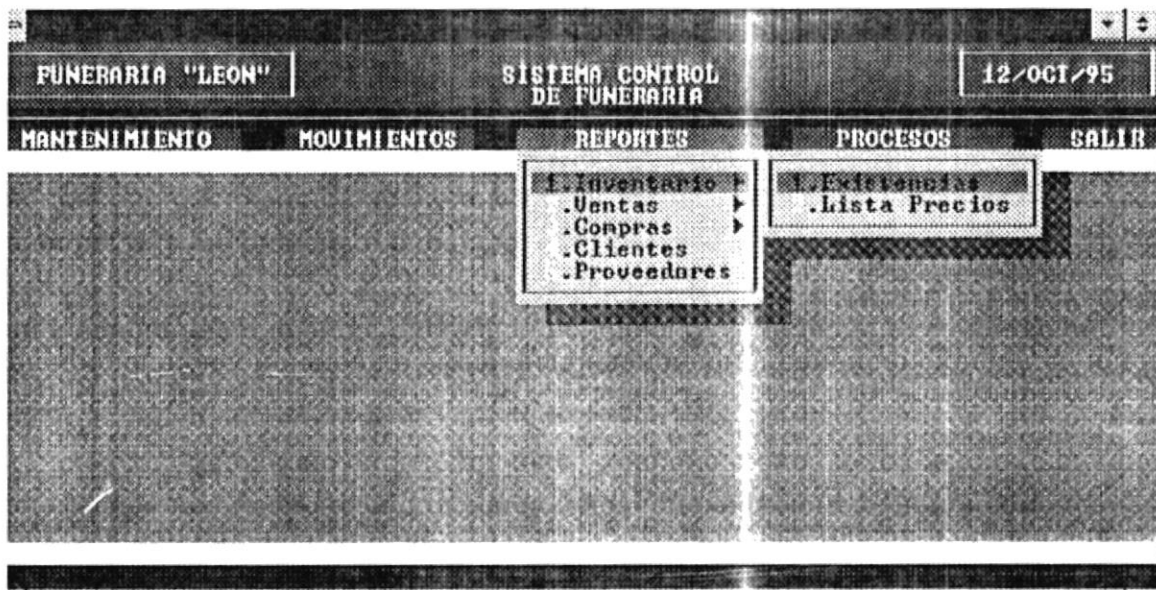 FUNERARIA "LEON"
SISTEMA CONTROL
DE FUNERARIA
12/OCT/95
MANTENIMIENTO MOVIMIENTOS REPORTES PROCESOS SALIR
1.Inventario
.Ventas
.Compras
.Clientes
.Proveedores
1.Existencias
.Lista Precios